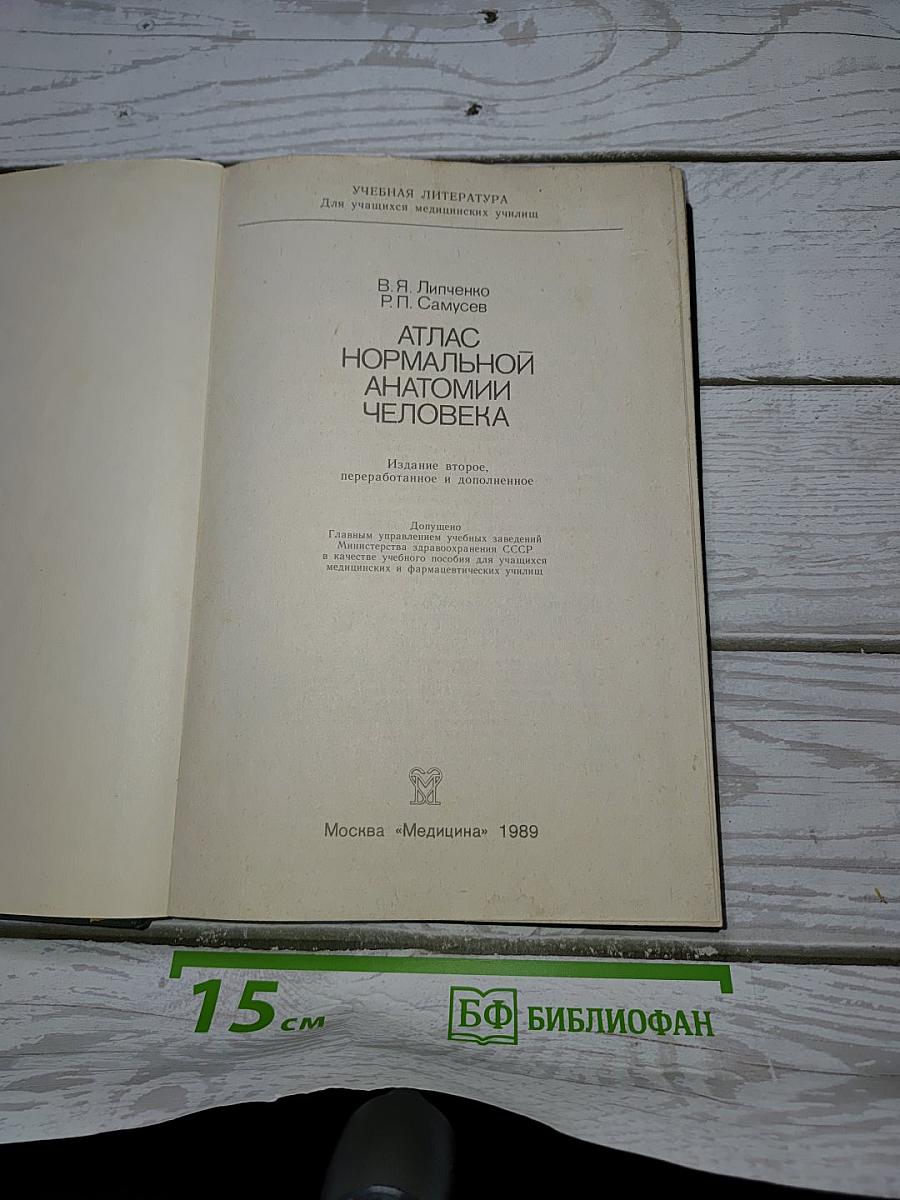 УЧЕБНАЯ ЛИТЕРАТУРА
Для учащихся медицинских училищ
В. Я. Липченко
Р. П. Самусев
АТЛАС
НОРМАЛЬНОЙ
АНАТОМИИ
ЧЕЛОВЕКА
Издание второе,
переработанное и дополненное
Допущено
Главным управлением учебных заведений
Министерства здравоохранения СССР
в качестве учебного пособия для учащихся
медицинских и фармацевтических училищ
Москва «Медицина» 1989
15 см
БФ БИБЛИОФАН